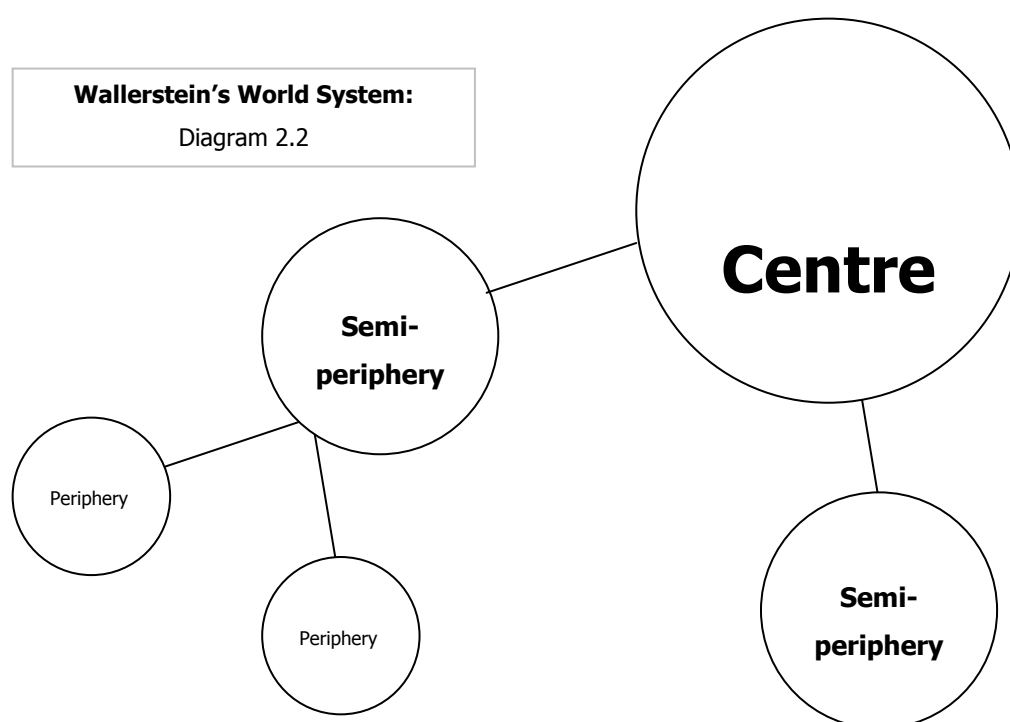 Wallerstein’s World System:
Diagram 2.2
Centre
Semi-
periphery
Periphery
Periphery
Semi-
periphery